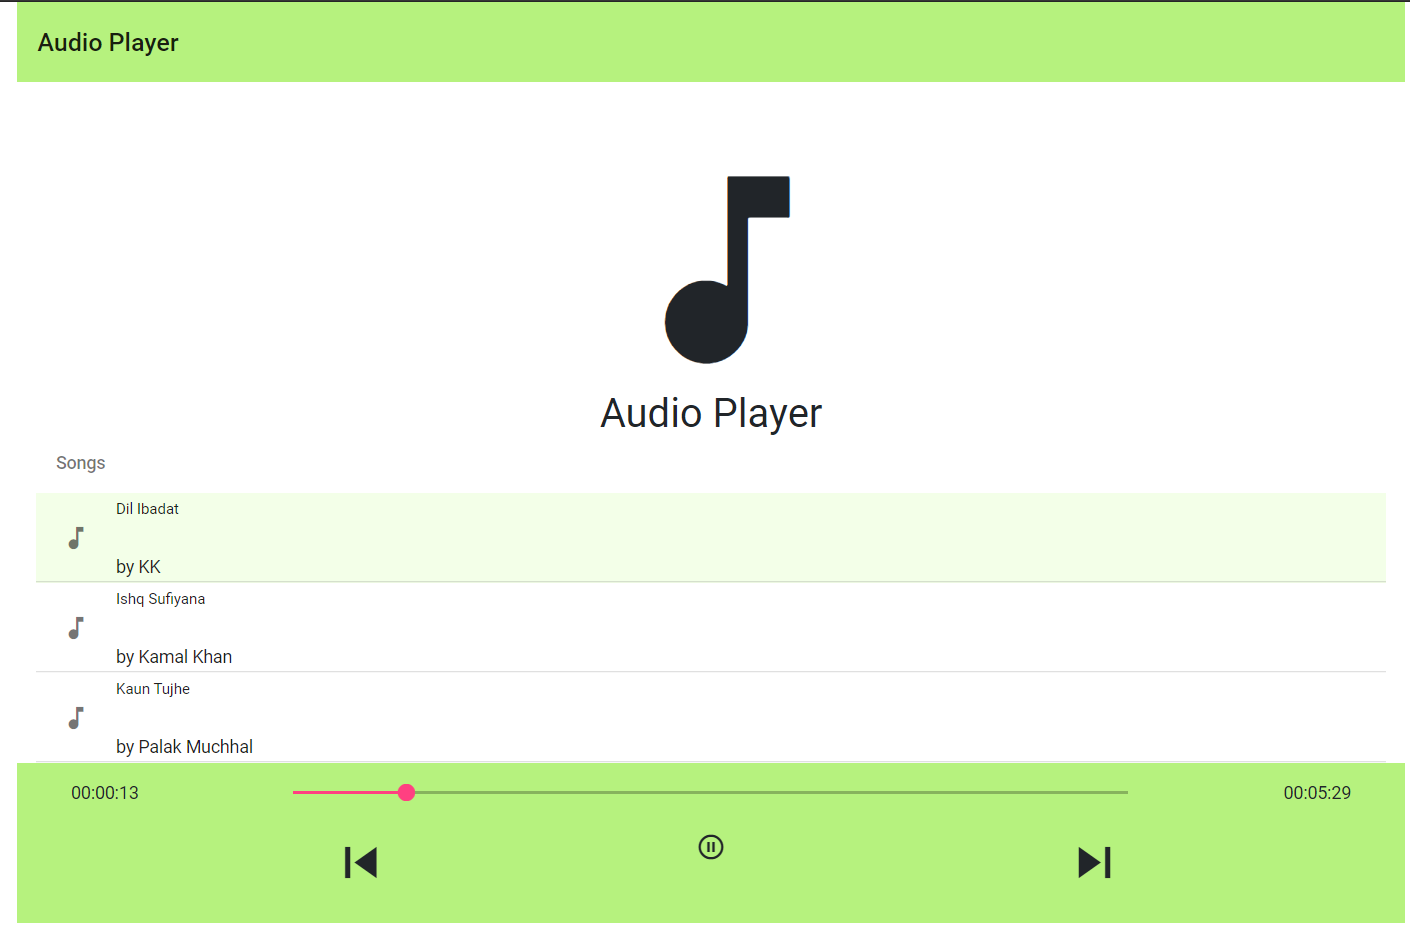 Audio Player
Audio Player
Songs
Dil Ibadat
by KK
Ishq Sufiyana
by Kamal Khan
Kaun Tujhe
by Palak Muchhal
00:00:13 00:05:29